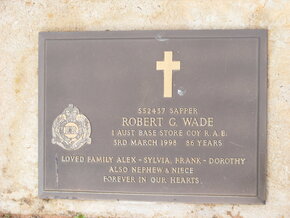 552437 SAPPER
ROBERT G. WADE
1 AUST BASE STORE COY R.A.E.
3RD MARCH 1998 86 YEARS
LOVED FAMILY ALEX - SYLVIA, FRANK - DOROTHY
ALSO NEPHEW & NIECE
FOREVER IN OUR HEARTS.